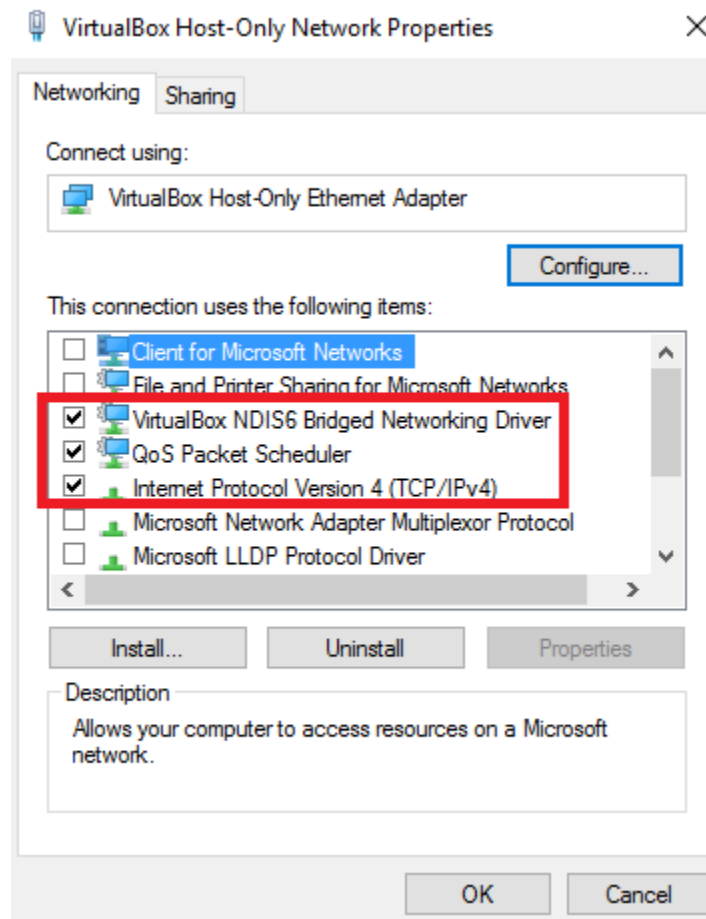 VirtualBox Host-Only Network Properties
Networking
Sharing
Connect using:
VirtualBox Host-Only Ethernet Adapter
Configure...
This connection uses the following items:
Client for Microsoft Networks
File and Printer Sharing for Microsoft Networks
VirtualBox NDIS6 Bridged Networking Driver
QoS Packet Scheduler
Internet Protocol Version 4 (TCP/IPv4)
Microsoft Network Adapter Multiplexor Protocol
Microsoft LLDP Protocol Driver
Install...
Uninstall
Properties
Description
Allows your computer to access resources on a Microsoft
network.
OK
Cancel